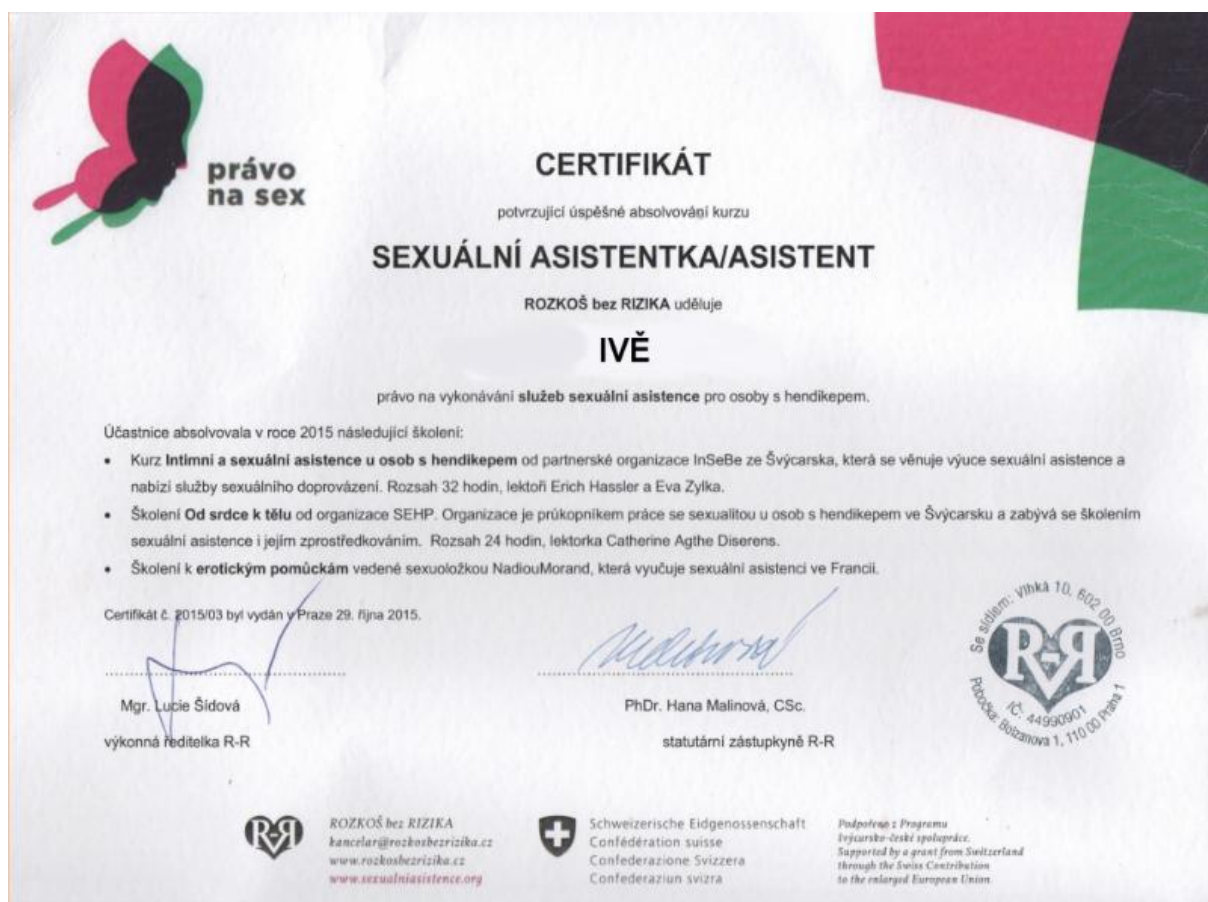 právo
na sex
CERTIFIKÁT
potvrzující úspěšné absolvování kurzu
SEXUÁLNÍ ASISTENTKA/ASISTENT
ROZKOŠ bez RIZIKA uděluje
IVĚ
právo na vykonávání služeb sexuální asistence pro osoby s hendikepem.
Účastnice absolvovala v roce 2015 následující školení:
• Kurz Intimní a sexuální asistence u osob s hendikepem od partnerské organizace InSeBe ze Švýcarska, která se věnuje výuce sexuální asistence a
nabízí služby sexuálního doprovázení. Rozsah 32 hodin, lektoři Erich Hassler a Eva Zylka.
• Školení Od srdce k tělu od organizace SEHP. Organizace je průkopníkem práce se sexualitou u osob s hendikepem ve Švýcarsku a zabývá se školením
sexuální asistence i jejím zprostředkováním. Rozsah 24 hodin, lektorka Catherine Agthe Diserens.
• Školení k erotickým pomůckám vedené sexuoložkou NadiouMorand, která vyučuje sexuální asistenci ve Francii.
Certifikát č. 2015/03 byl vydán v Praze 29. října 2015.
Mgr. Lucie Šídová
výkonná ředitelka R-R
PhDr. Hana Malinová, CSc.
statutární zástupkyně R-R
Se sídlem: Vlhká 10, 602 00 Brno
R-R
IČ: 44990901
Pobočka: Bolzanova 1, 110 00 Praha 1
R-R
ROZKOŠ bez RIZIKA
kancelar@rozkosbezrizika.cz
www.rozkosbezrizika.cz
www.sexualniasistence.org
Schweizerische Eidgenossenschaft
Confédération suisse
Confederazione Svizzera
Confederaziun svizra
Podpořeno z Programu
švýcarsko-české spolupráce.
Supported by a grant from Switzerland
through the Swiss Contribution
to the enlarged European Union.